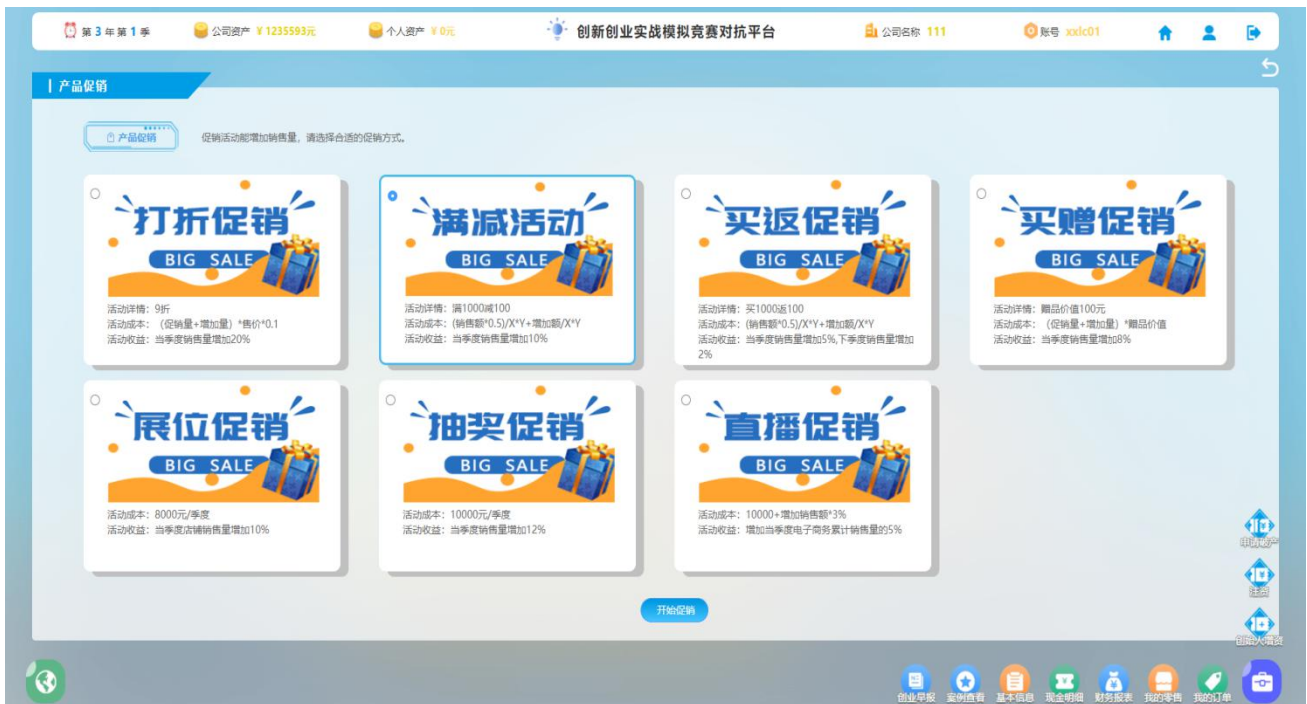 第 3 年第 1 季
公司资产 ¥ 1235593元
个人资产 ¥ 0元
创新创业实战模拟竞赛对抗平台
公司名称 111
账号 xxlc01
产品促销
产品促销
促销活动能增加销售量，请选择合适的促销方式。
打折促销
BIG SALE
活动详情：9折
活动成本：（促销量+增加量）*售价*0.1
活动收益：当季度销售量增加20%
满减活动
BIG SALE
活动详情：满1000减100
活动成本：(销售额*0.5)/X*Y+增加额/X*Y
活动收益：当季度销售量增加10%
买返促销
BIG SALE
活动详情：买1000返100
活动成本：(销售额*0.5)/X*Y+增加额/X*Y
活动收益：当季度销售量增加5%,下季度销售量增加
2%
买赠促销
BIG SALE
活动详情：赠品价值100元
活动成本：（促销量+增加量）*赠品价值
活动收益：当季度销售量增加8%
展位促销
BIG SALE
活动成本：8000元/季度
活动收益：当季度店铺销售量增加10%
抽奖促销
BIG SALE
活动成本：10000元/季度
活动收益：当季度销售量增加12%
直播促销
BIG SALE
活动成本：10000+增加销售额*3%
活动收益：增加当季度电子商务累计销售量的5%
申请破产
注资
创始人增资
开始促销
创业早报
案例查看
基本信息
现金明细
财务报表
我的零售
我的订单